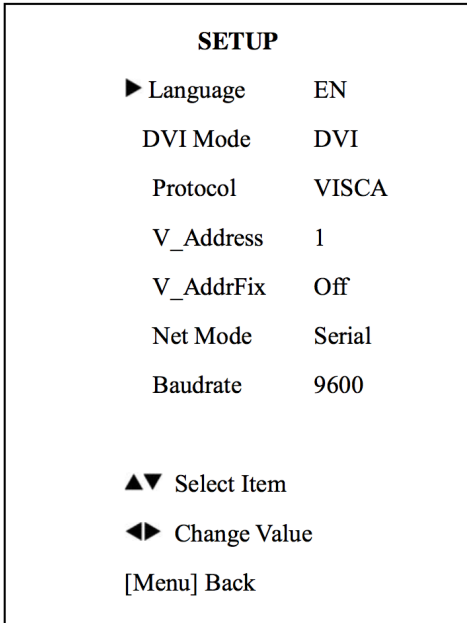 SETUP
▶ Language EN
DVI Mode DVI
Protocol VISCA
V_Address 1
V_AddrFix Off
Net Mode Serial
Baudrate 9600
▲▼ Select Item
◀▶ Change Value
[Menu] Back